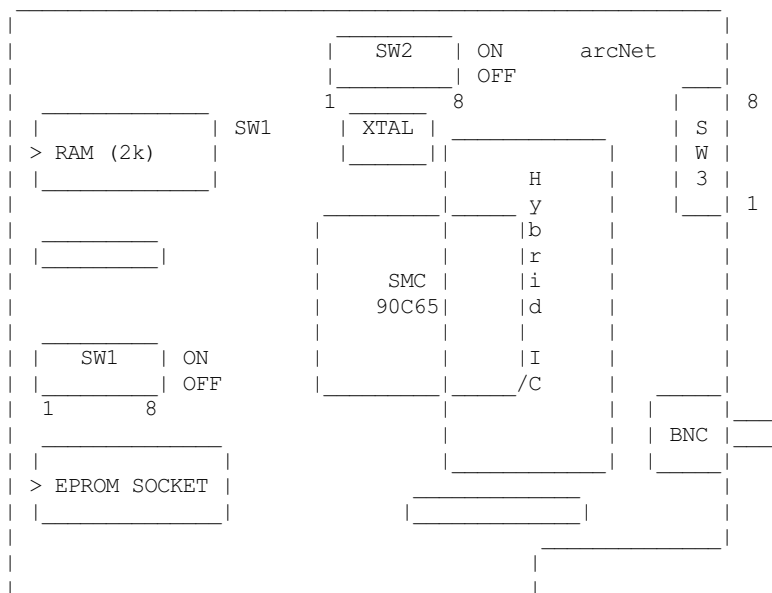 SW2 ON arcNet
OFF
1 8 8
SW1 XTAL S
> RAM (2k) W
H 3
y 1
b
r
SMC i
90C65 d
SW1 ON I
OFF /C
1 8
BNC
> EPROM SOCKET